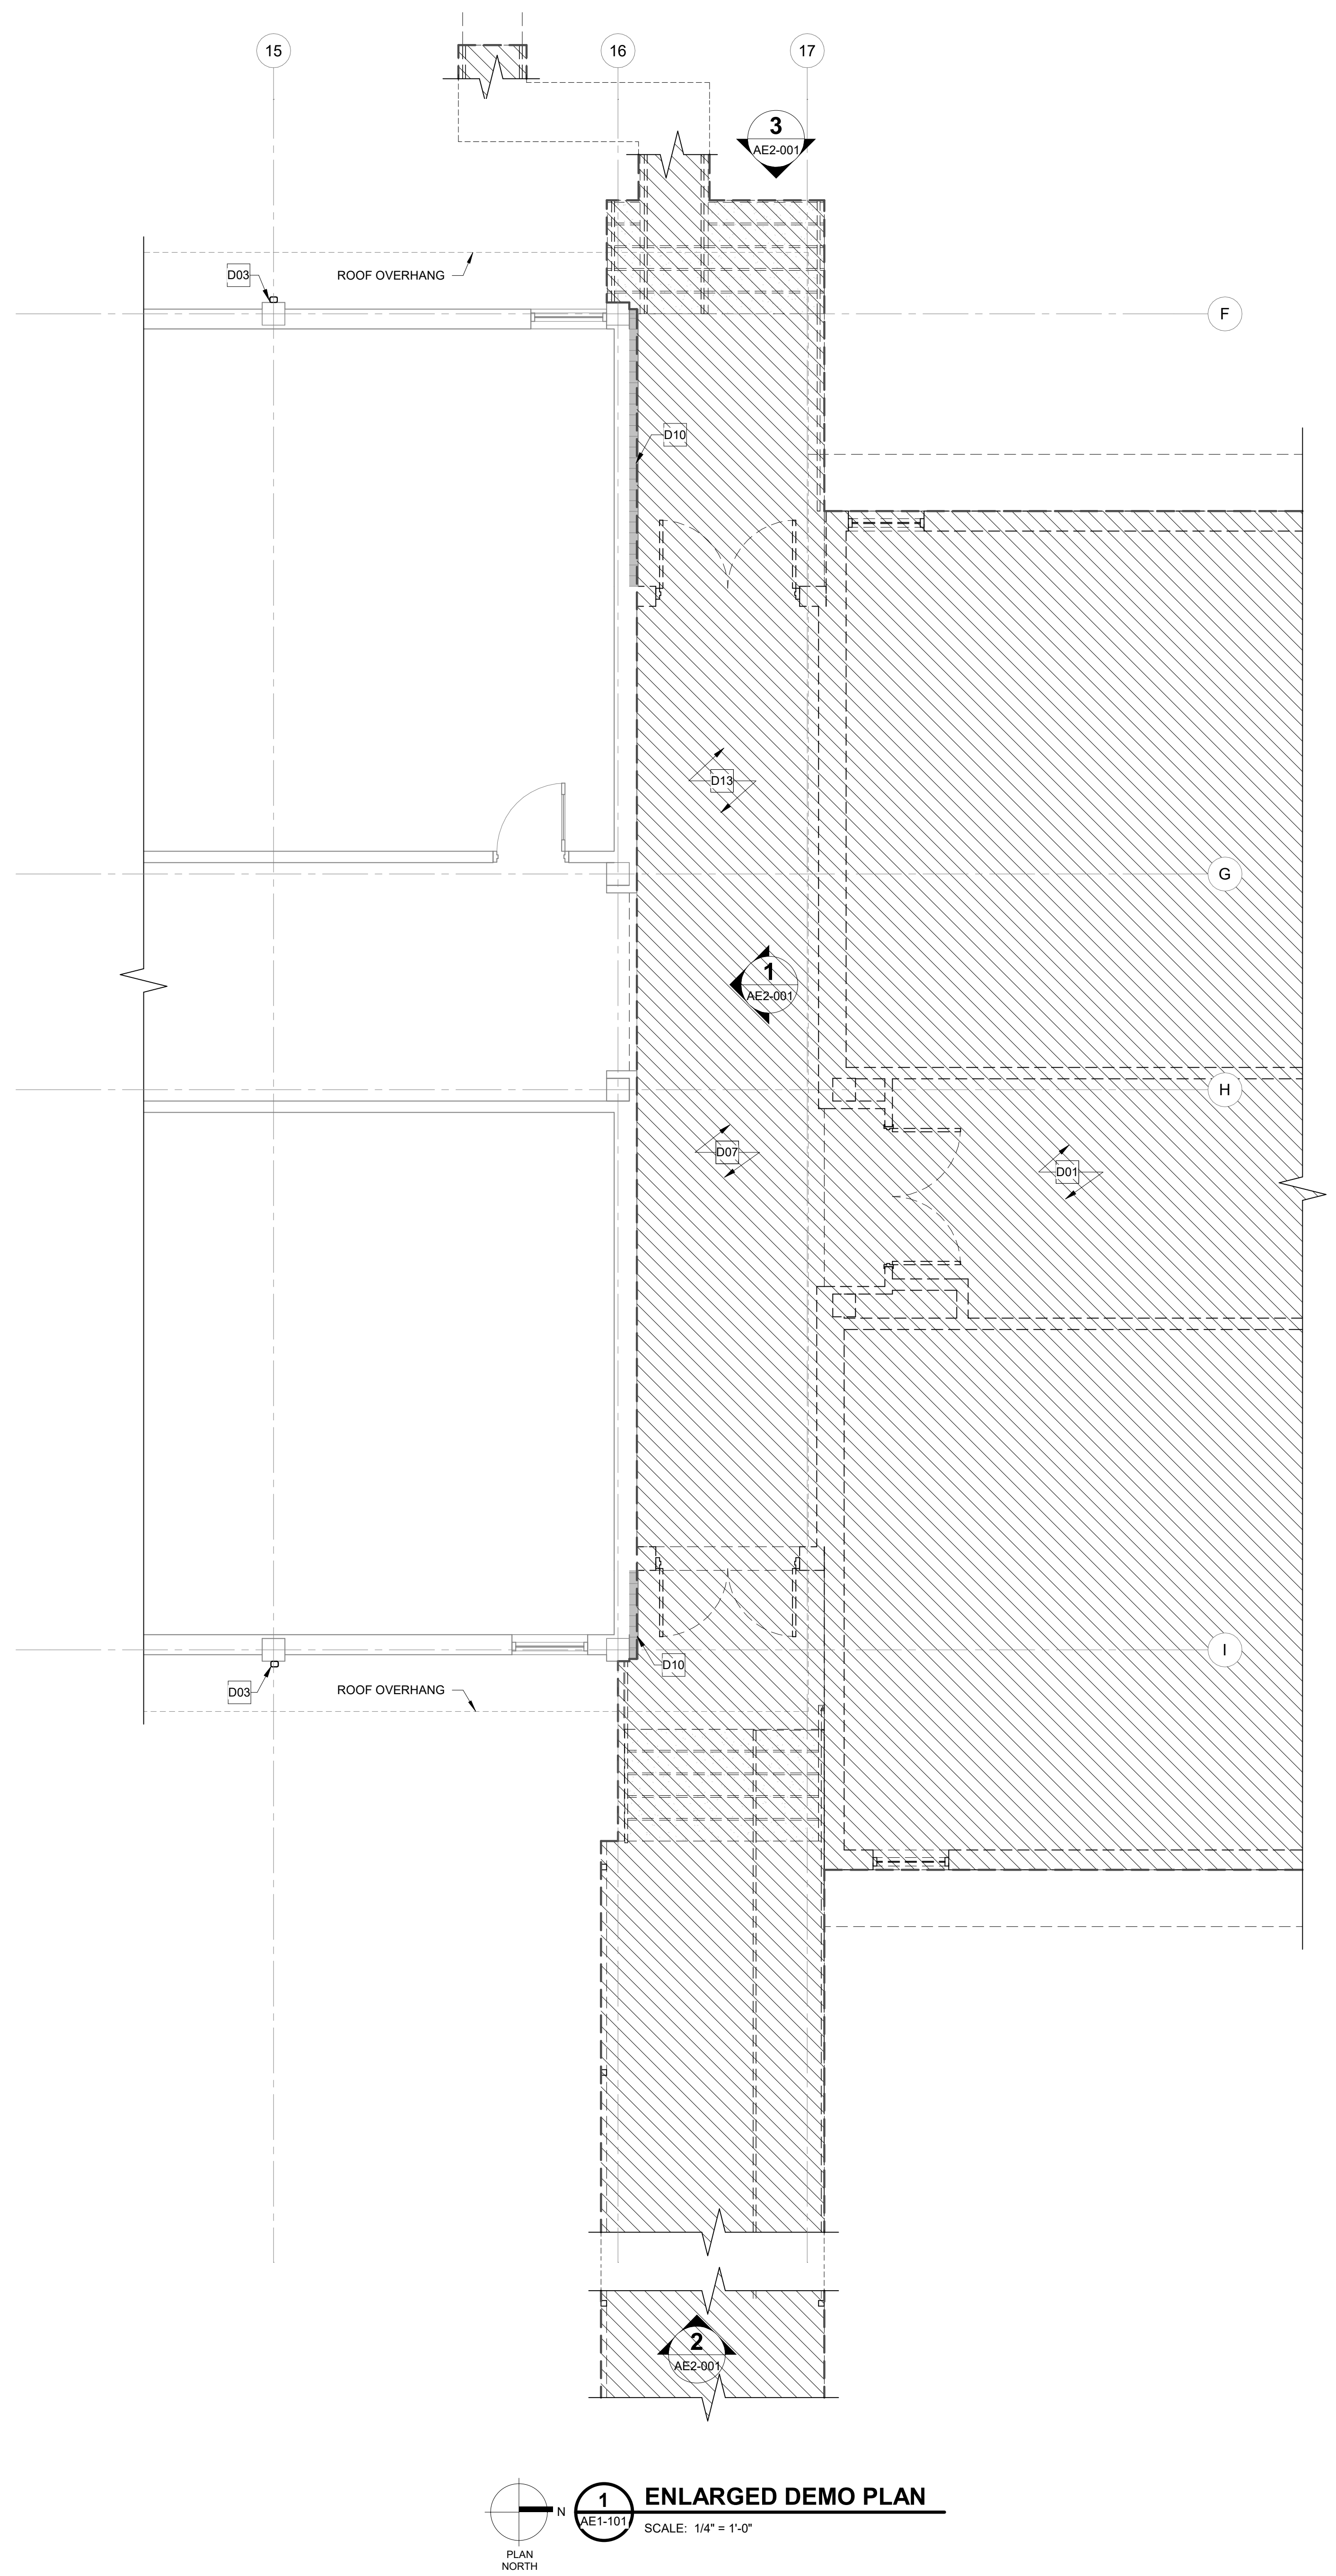 15
16
17
3
AE2-001
D03
ROOF OVERHANG
F
D10
D13
G
1
AE2-001
H
D07
D01
I
D10
D03
ROOF OVERHANG
2
AE2-001
N
PLAN
NORTH
1
AE1-101
ENLARGED DEMO PLAN
SCALE: 1/4" = 1'-0"